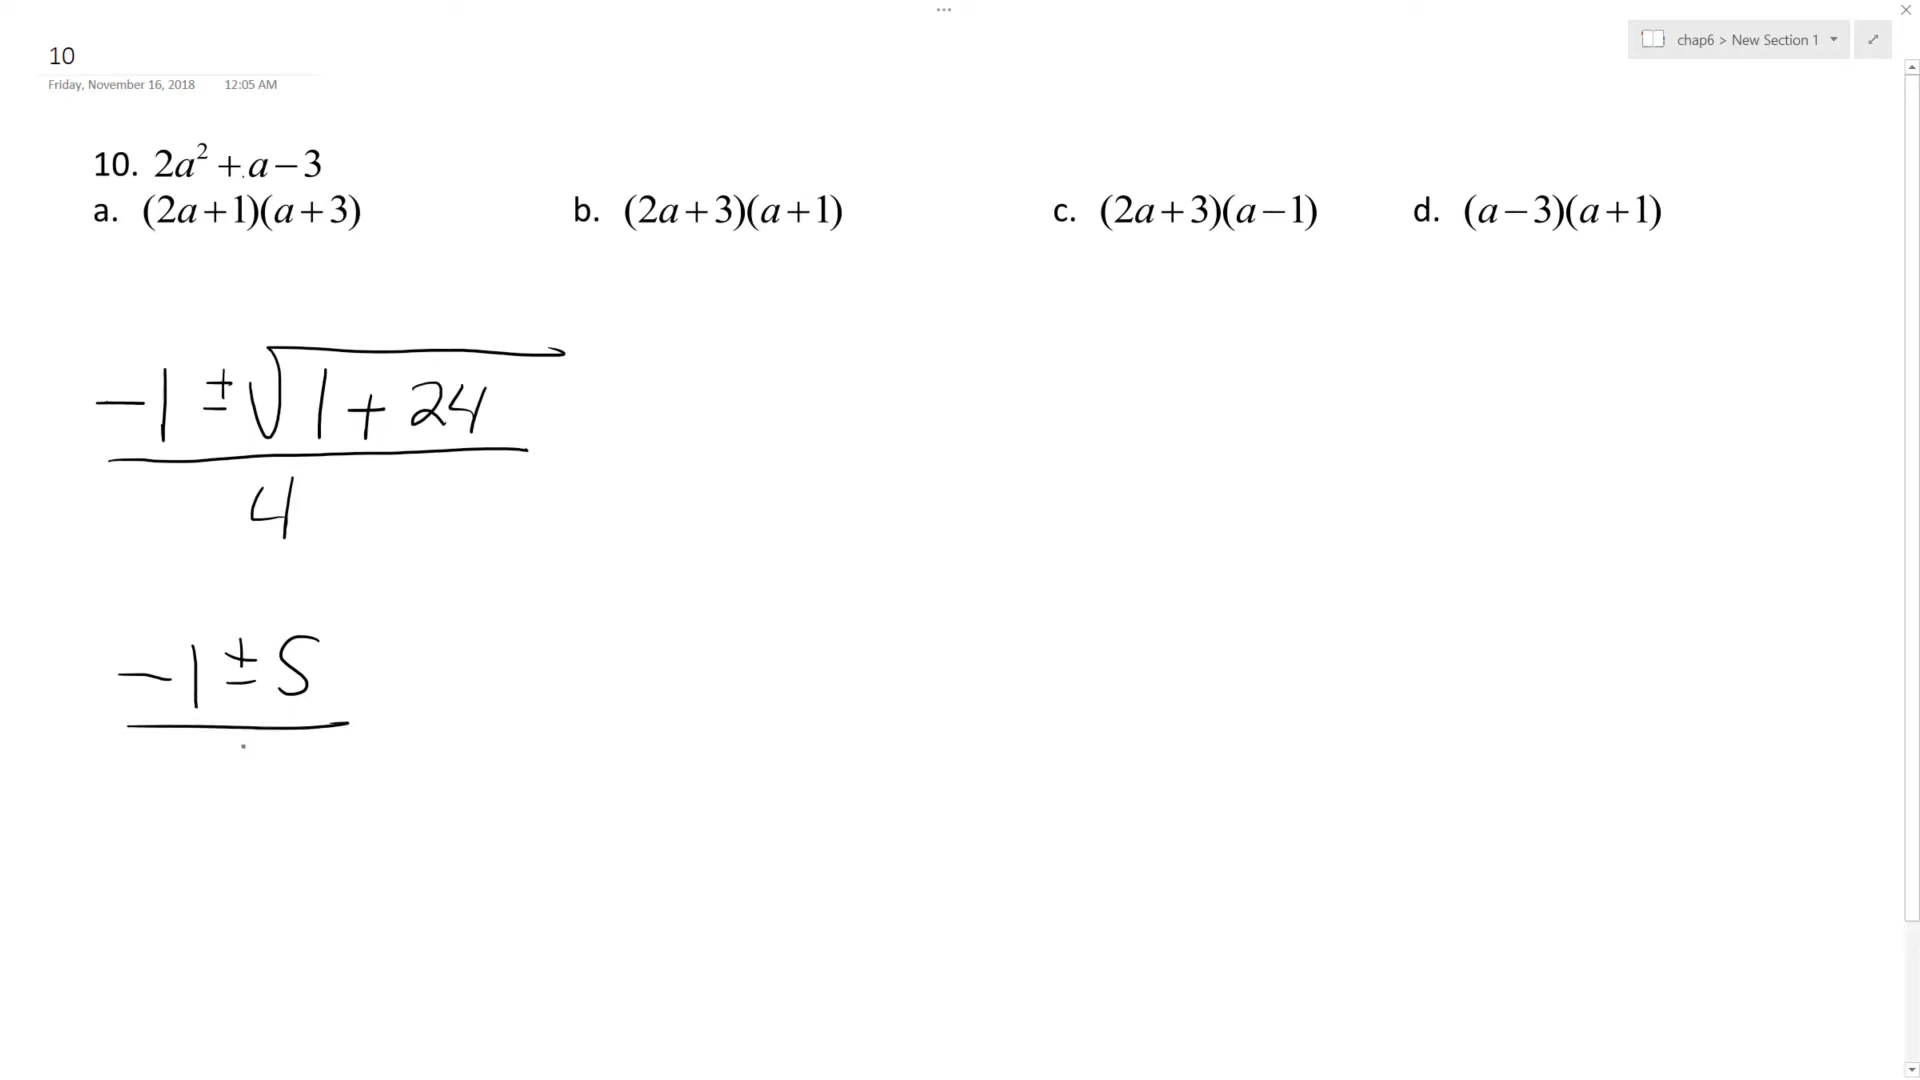 ...
chap6 > New Section 1
10
Friday, November 16, 2018 12:05 AM
10. 2a² + a − 3
a. (2a+1)(a+3) b. (2a+3)(a+1) c. (2a+3)(a−1) d. (a−3)(a+1)
−1 ± √1 + 24
4
−1 ± 5